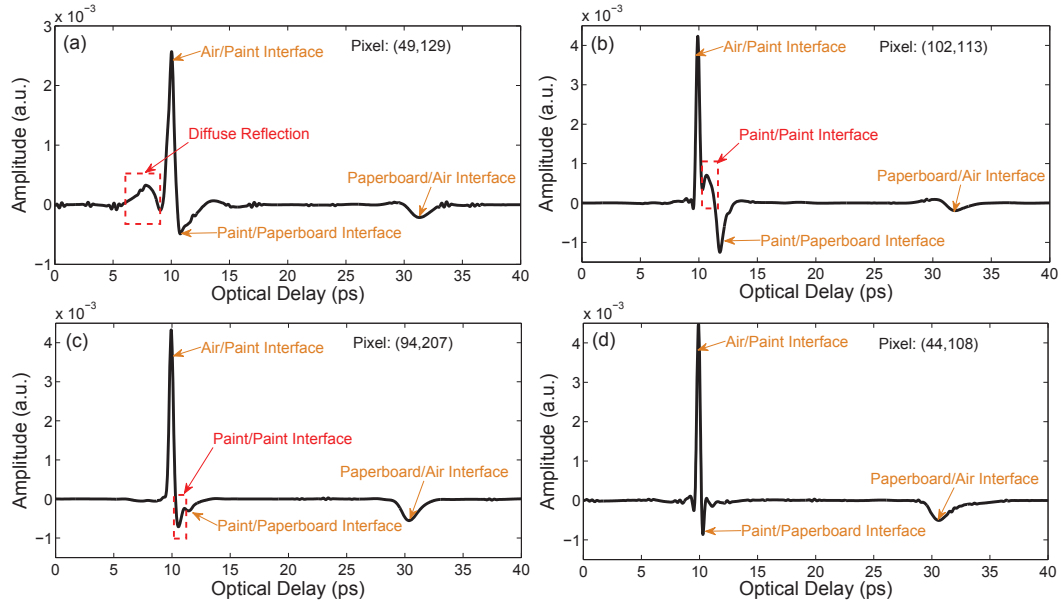 x 10⁻³
(a)
Pixel: (49,129)
Air/Paint Interface
Diffuse Reflection
Paperboard/Air Interface
Paint/Paperboard Interface
Amplitude (a.u.)
3
2
1
0
−1
0 5 10 15 20 25 30 35 40
Optical Delay (ps)
x 10⁻³
(b)
Pixel: (102,113)
Air/Paint Interface
Paint/Paint Interface
Paperboard/Air Interface
Paint/Paperboard Interface
Amplitude (a.u.)
4
3
2
1
0
−1
0 5 10 15 20 25 30 35 40
Optical Delay (ps)
x 10⁻³
(c)
Pixel: (94,207)
Air/Paint Interface
Paint/Paint Interface
Paperboard/Air Interface
Paint/Paperboard Interface
Amplitude (a.u.)
4
3
2
1
0
−1
0 5 10 15 20 25 30 35 40
Optical Delay (ps)
x 10⁻³
(d)
Pixel: (44,108)
Air/Paint Interface
Paperboard/Air Interface
Paint/Paperboard Interface
Amplitude (a.u.)
4
3
2
1
0
−1
0 5 10 15 20 25 30 35 40
Optical Delay (ps)